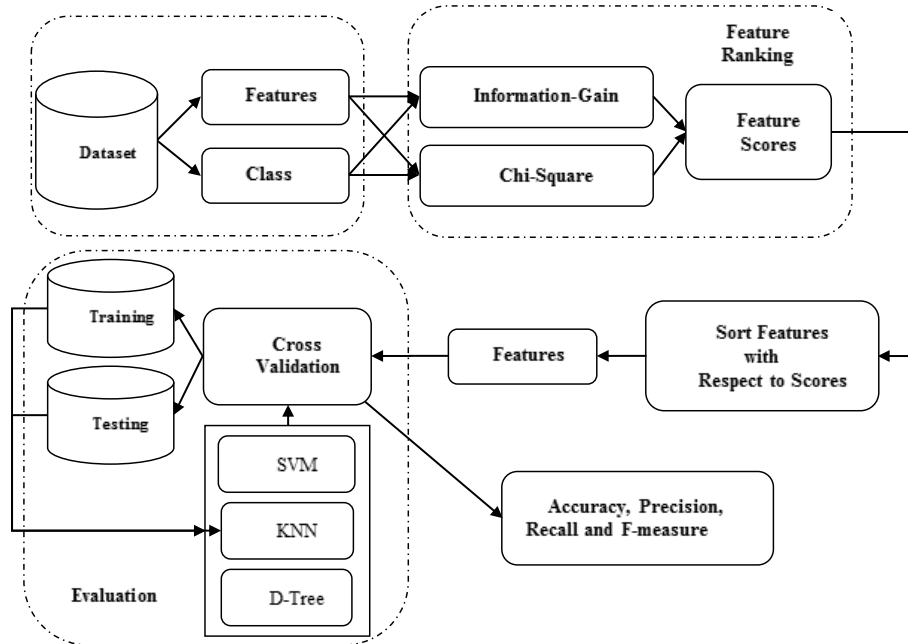 Feature
Ranking
Features
Information-Gain
Dataset
Feature
Scores
Class
Chi-Square
Training
Cross
Validation
Features
Sort Features
with
Respect to Scores
Testing
SVM
KNN
D-Tree
Accuracy, Precision,
Recall and F-measure
Evaluation